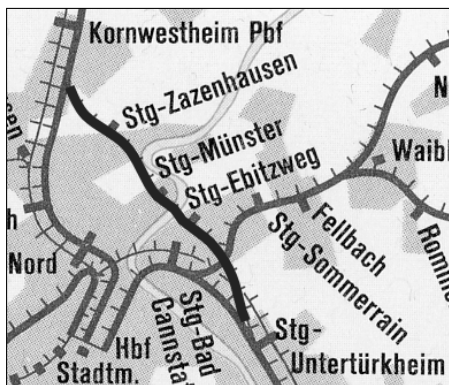 Kornwestheim Pbf
Stg-Zazenhausen
Stg-Münster
Stg-Ebitzweg
Waibl
Fellbach
Stg-Sommerrain
Nord
Stg-Bad
Cannsta
Hbf
Stadtm.
Stg-
Untertürkheim